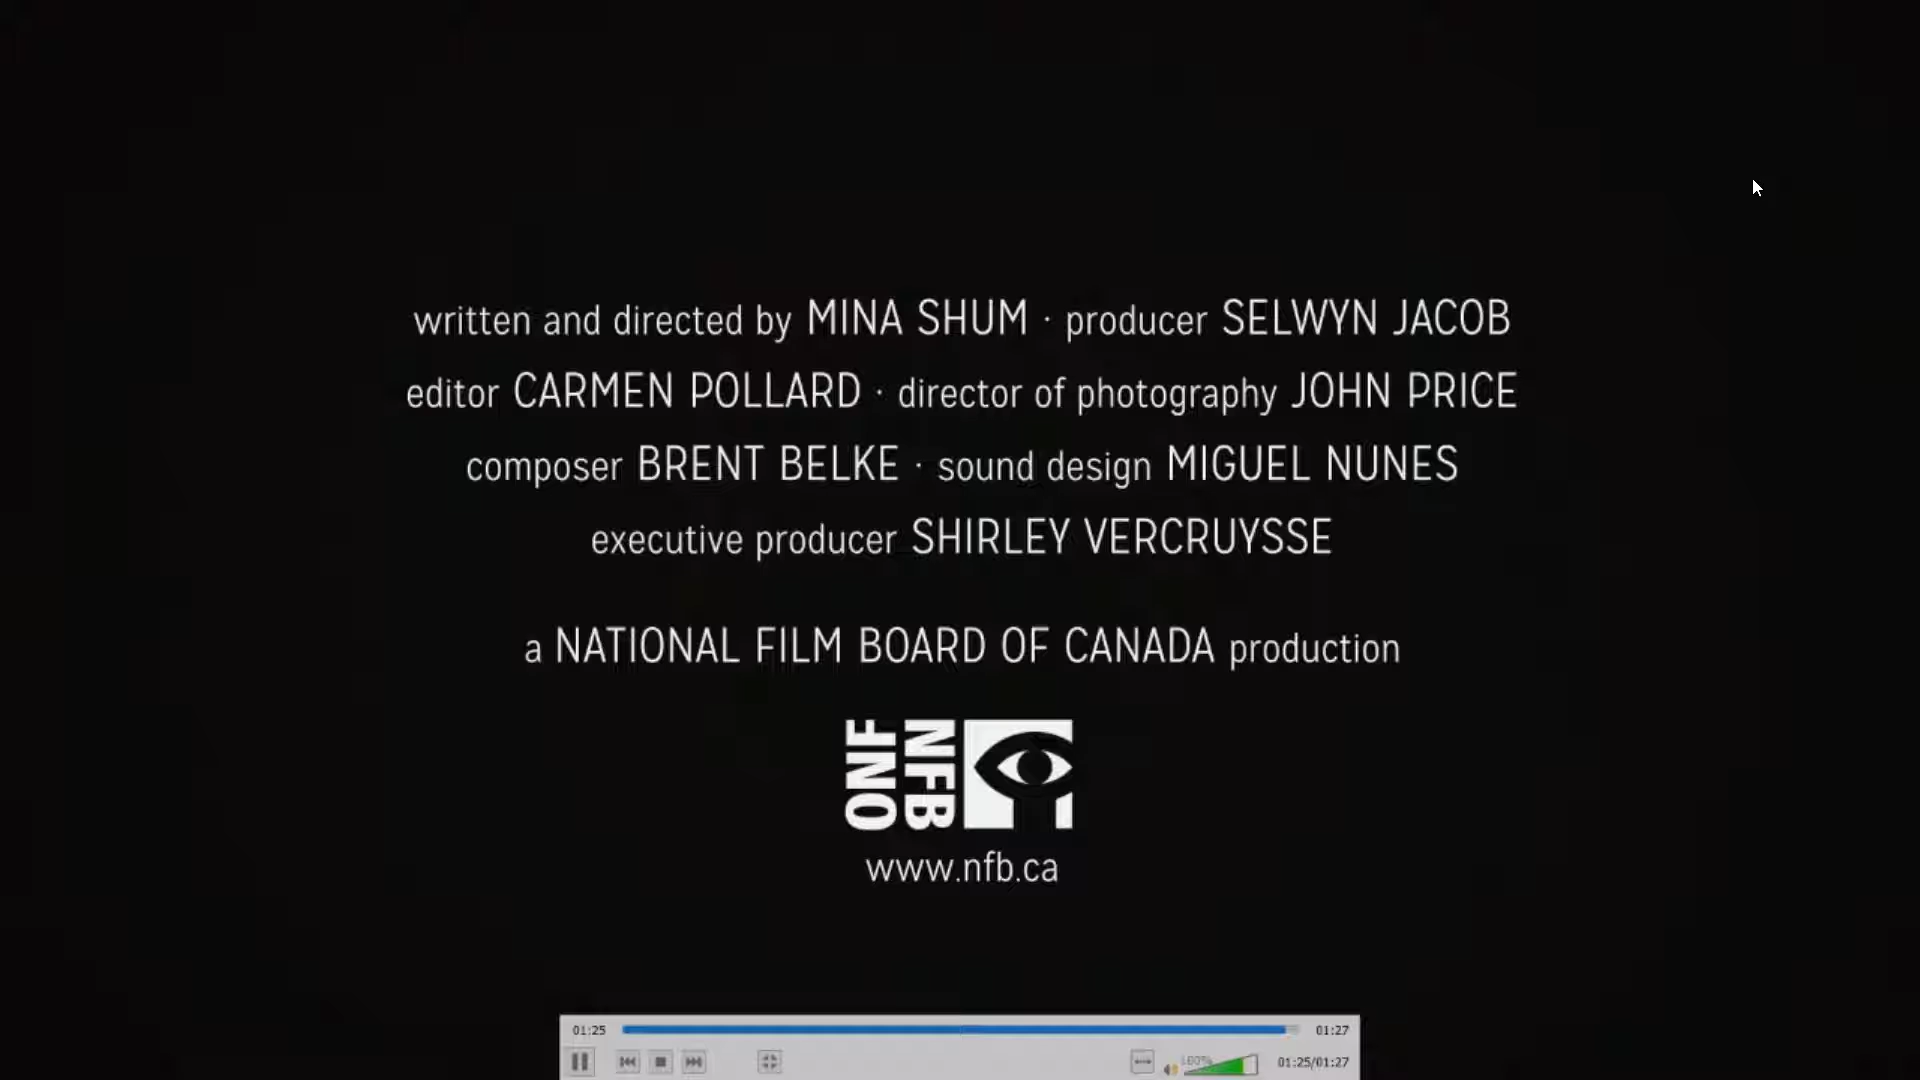 written and directed by MINA SHUM · producer SELWYN JACOB
editor CARMEN POLLARD · director of photography JOHN PRICE
composer BRENT BELKE · sound design MIGUEL NUNES
executive producer SHIRLEY VERCRUYSSE
a NATIONAL FILM BOARD OF CANADA production
ONF
NFB
www.nfb.ca
01:25
01:27
100%
01:25/01:27